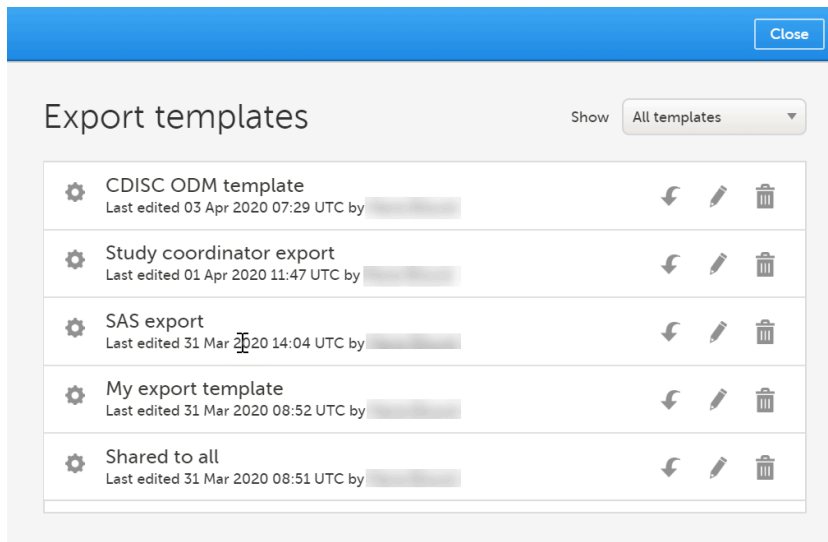 Close
Export templates
Show All templates
CDISC ODM template
Last edited 03 Apr 2020 07:29 UTC by
Study coordinator export
Last edited 01 Apr 2020 11:47 UTC by
SAS export
Last edited 31 Mar 2020 14:04 UTC by
My export template
Last edited 31 Mar 2020 08:52 UTC by
Shared to all
Last edited 31 Mar 2020 08:51 UTC by